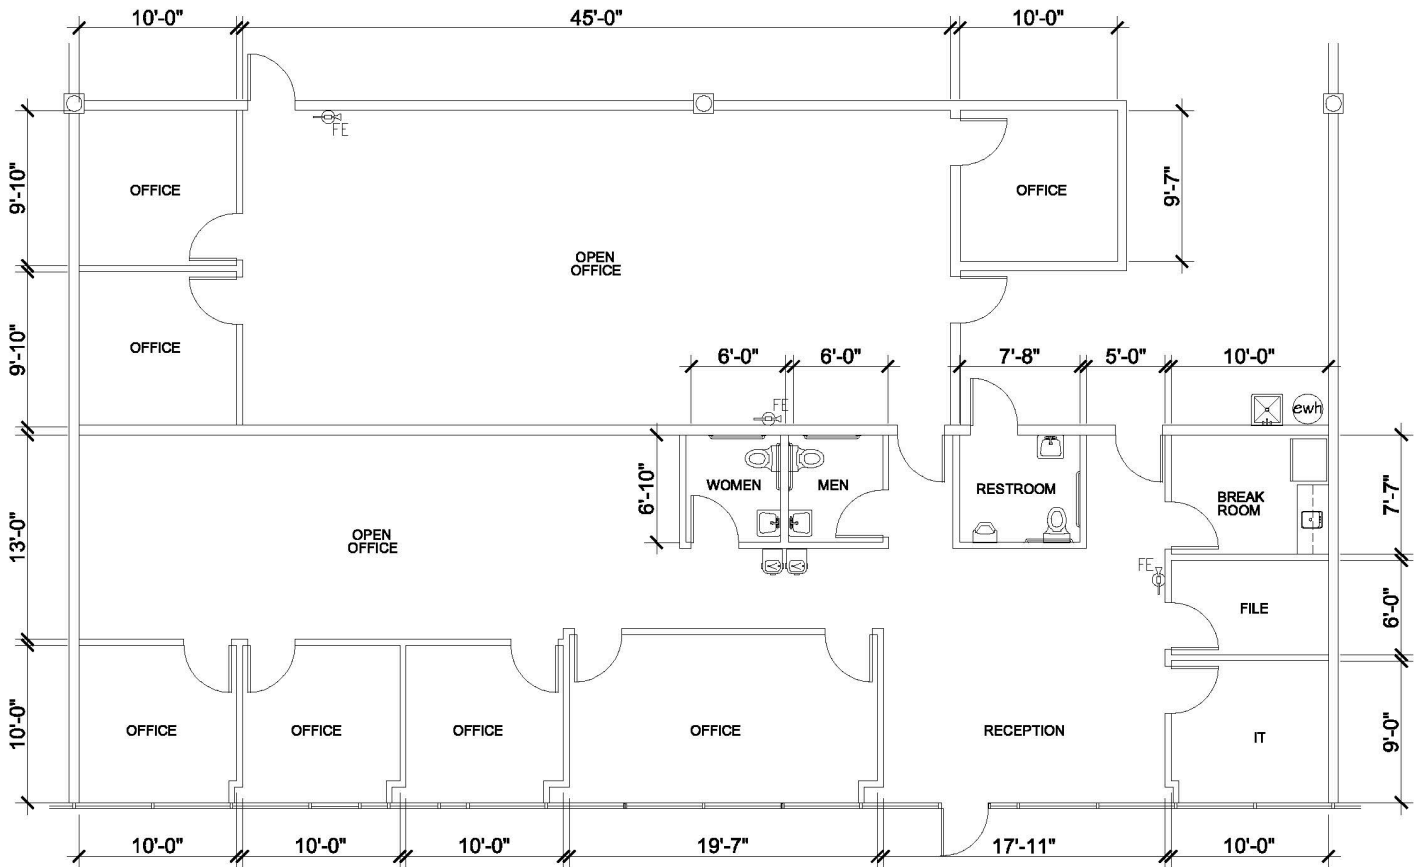 10'-0"
45'-0"
10'-0"
FE
9'-10"
OFFICE
OFFICE
9'-7"
OPEN
OFFICE
9'-10"
OFFICE
6'-0"
6'-0"
7'-8"
5'-0"
10'-0"
FE
ewh
6'-10"
WOMEN
MEN
RESTROOM
BREAK
ROOM
7'-7"
13'-0"
OPEN
OFFICE
FE
FILE
6'-0"
10'-0"
OFFICE
OFFICE
OFFICE
OFFICE
RECEPTION
IT
9'-0"
10'-0"
10'-0"
10'-0"
19'-7"
17'-11"
10'-0"